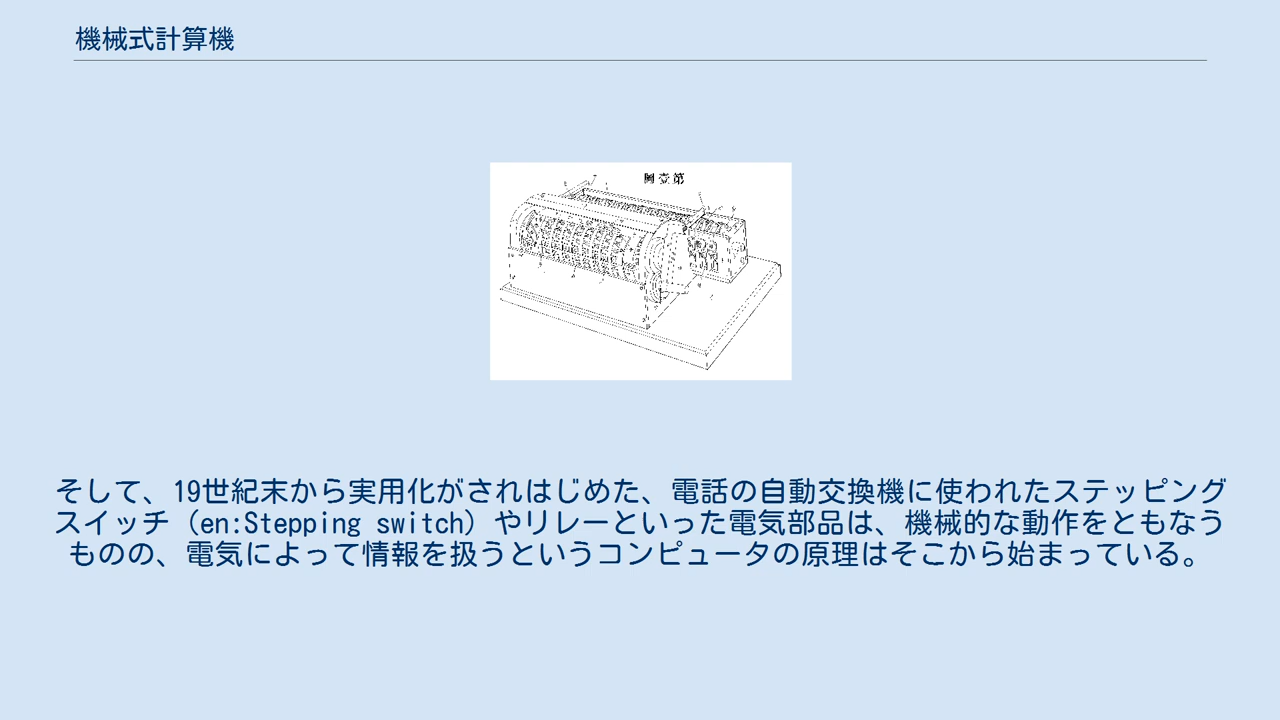 機械式計算機
圖壹第
そして、19世紀末から実用化がされはじめた、電話の自動交換機に使われたステッピング
スイッチ（en:Stepping switch）やリレーといった電気部品は、機械的な動作をともなう
ものの、電気によって情報を扱うというコンピュータの原理はそこから始まっている。